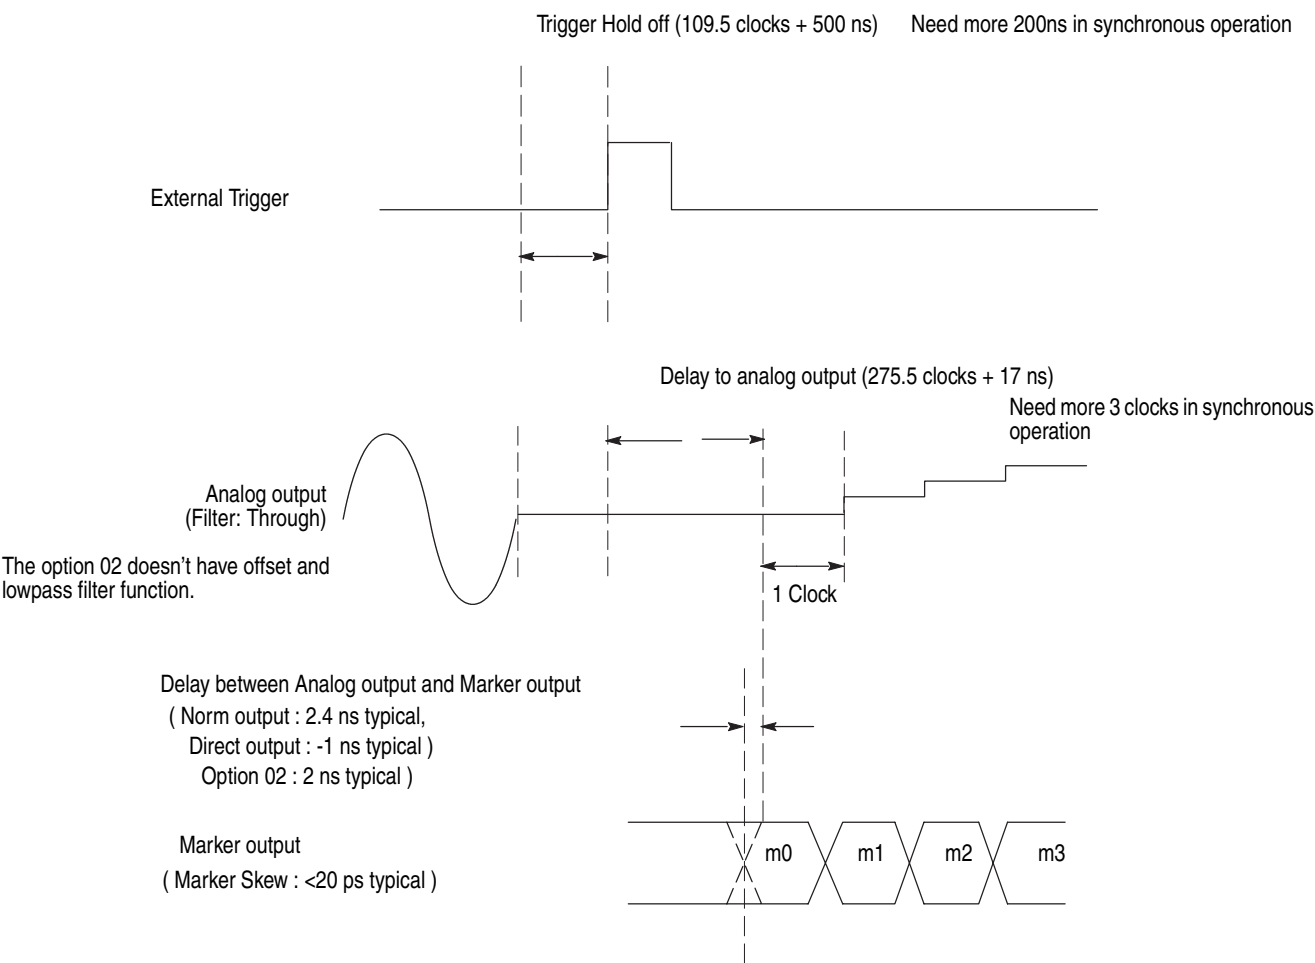 Trigger Hold off (109.5 clocks + 500 ns) Need more 200ns in synchronous operation
External Trigger
Delay to analog output (275.5 clocks + 17 ns)
Need more 3 clocks in synchronous
operation
Analog output
(Filter: Through)
The option 02 doesn't have offset and
lowpass filter function.
1 Clock
Delay between Analog output and Marker output
( Norm output : 2.4 ns typical,
Direct output : -1 ns typical )
Option 02 : 2 ns typical )
Marker output
( Marker Skew : <20 ps typical )
m0 m1 m2 m3